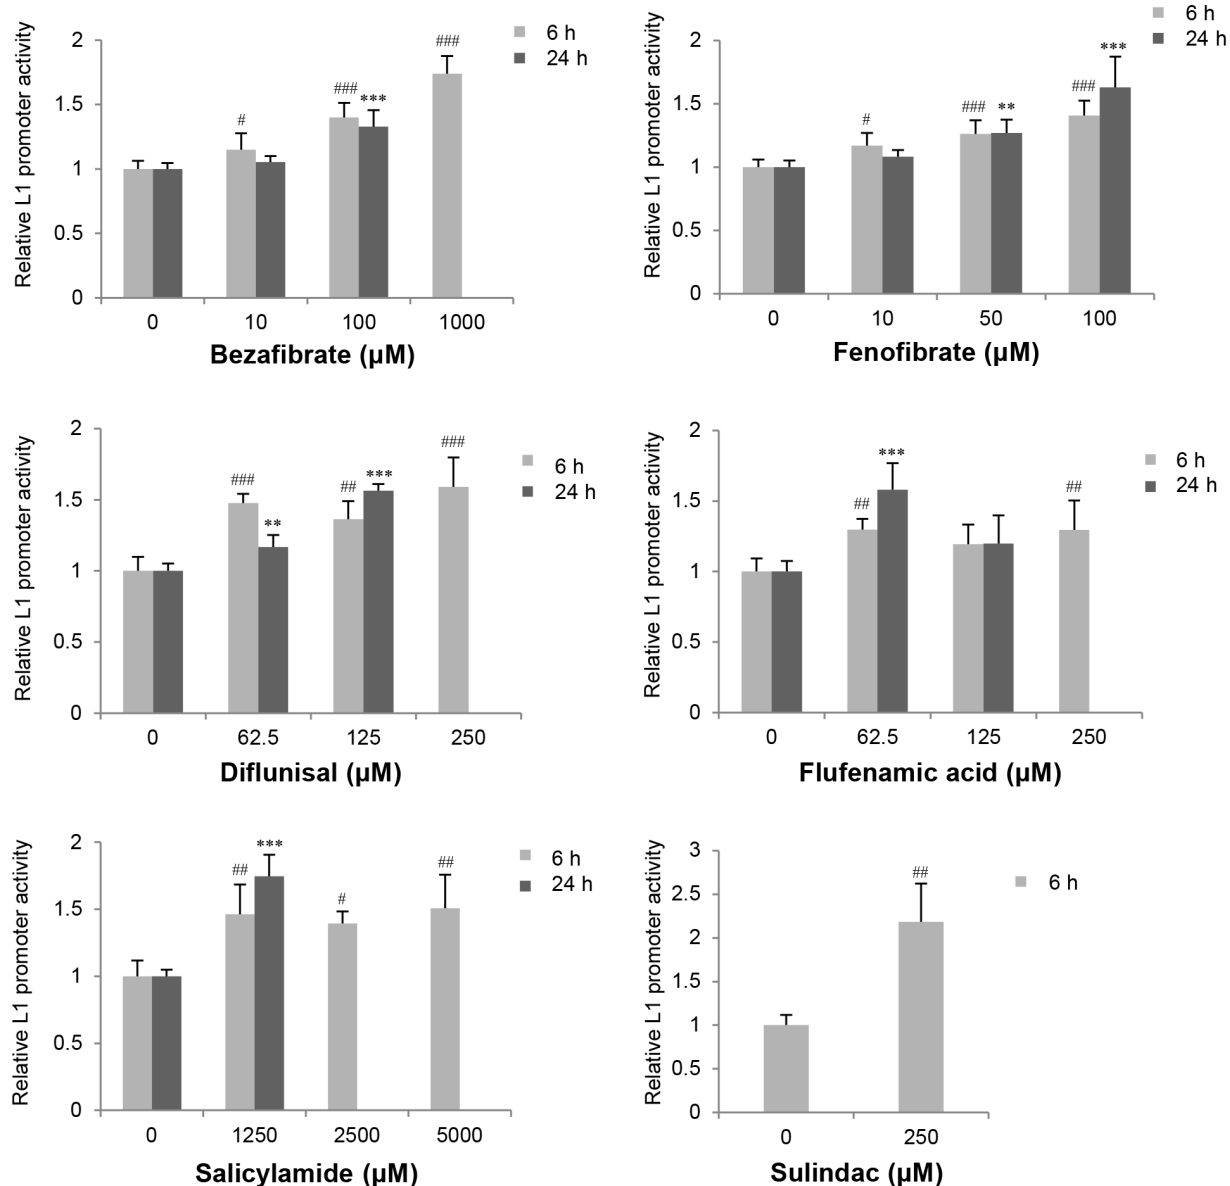 Relative L1 promoter activity
2
1.5
1
0.5
0
#
###
***
###
6 h
24 h
0 10 100 1000
Bezafibrate (µM)
Relative L1 promoter activity
2
1.5
1
0.5
0
#
###
**
###
***
6 h
24 h
0 10 50 100
Fenofibrate (µM)
Relative L1 promoter activity
2
1.5
1
0.5
0
###
**
##
***
###
6 h
24 h
0 62.5 125 250
Diflunisal (µM)
Relative L1 promoter activity
2
1.5
1
0.5
0
##
***
##
6 h
24 h
0 62.5 125 250
Flufenamic acid (µM)
Relative L1 promoter activity
2
1.5
1
0.5
0
##
***
#
##
6 h
24 h
0 1250 2500 5000
Salicylamide (µM)
Relative L1 promoter activity
3
2.5
2
1.5
1
0.5
0
##
6 h
0 250
Sulindac (µM)